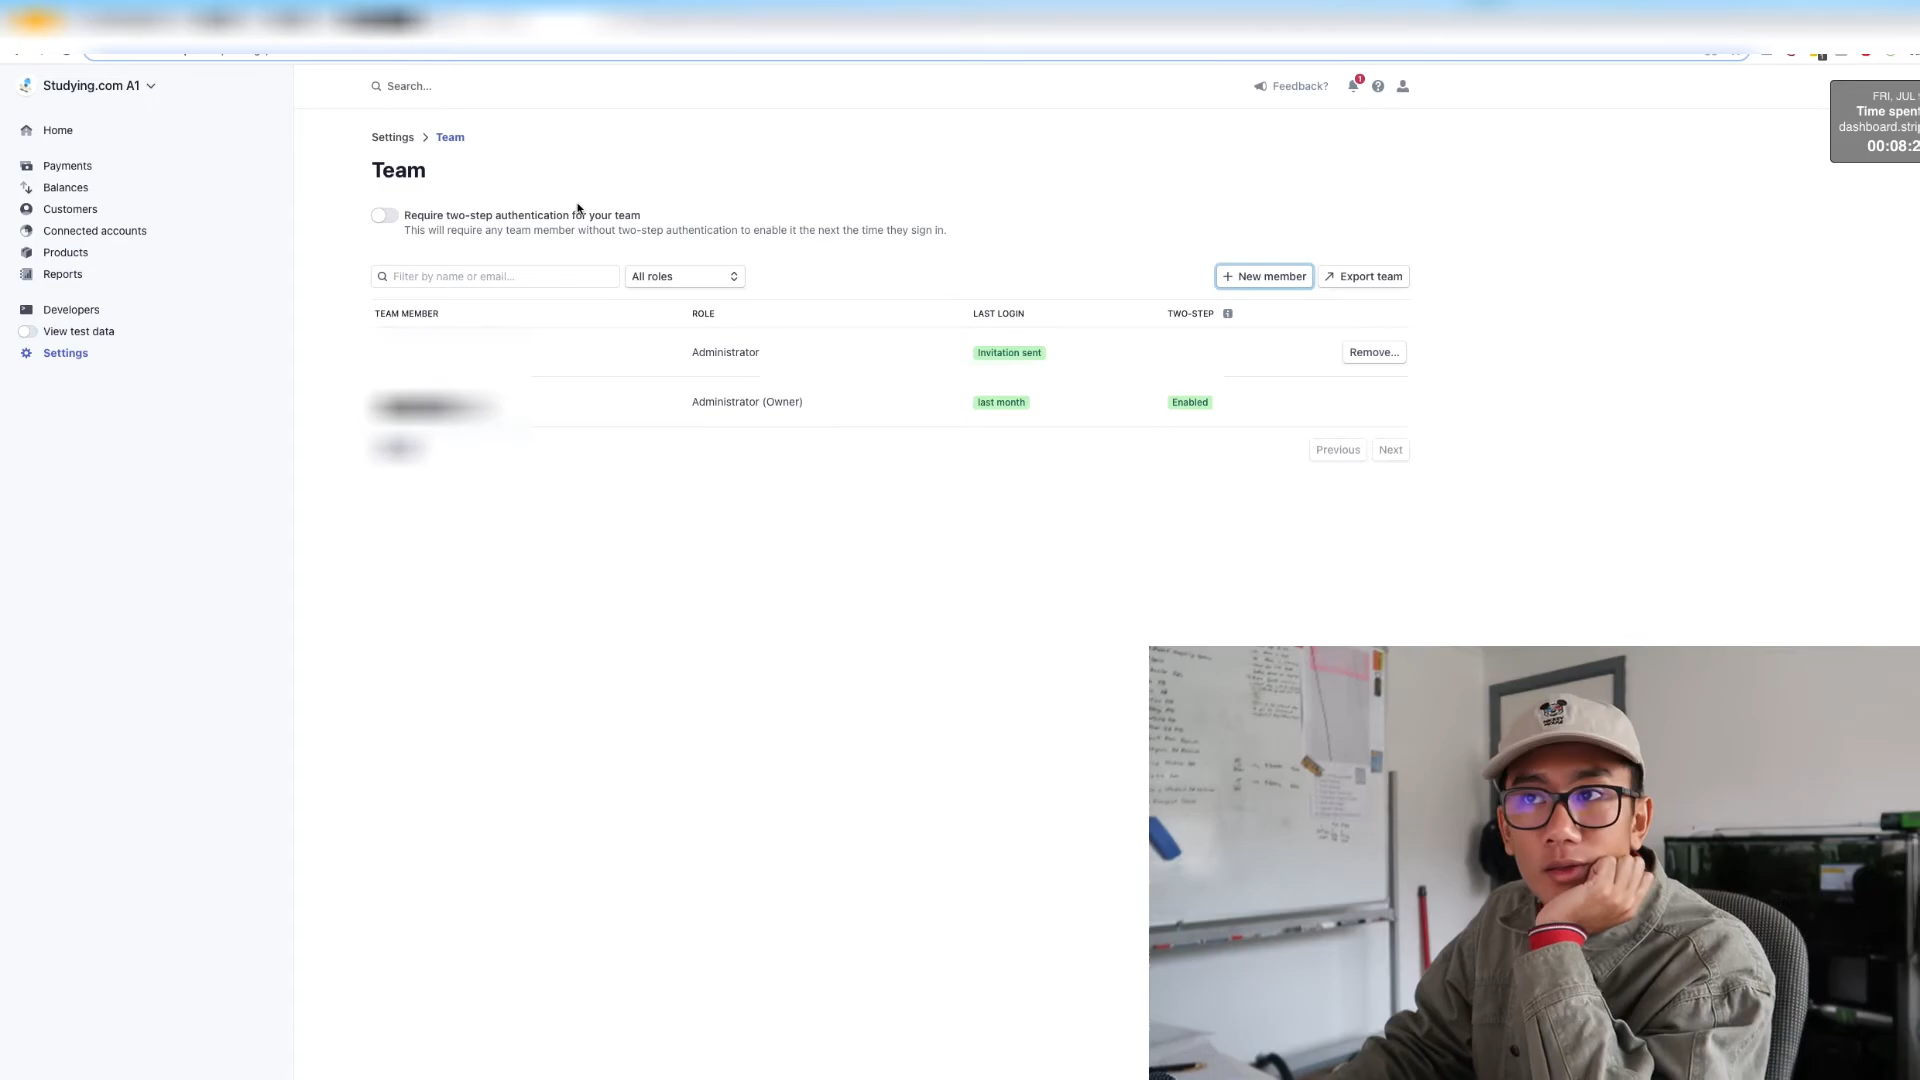 Studying.com A1
Search...
Feedback?
1
FRI, JUL
Time spen
dashboard.strip
00:08:2
Home
Payments
Balances
Customers
Connected accounts
Products
Reports
Developers
View test data
Settings
Settings > Team
Team
Require two-step authentication for your team
This will require any team member without two-step authentication to enable it the next the time they sign in.
Filter by name or email...
All roles
+ New member
Export team
TEAM MEMBER ROLE LAST LOGIN TWO-STEP
Administrator Invitation sent Remove...
Administrator (Owner) last month Enabled
Previous Next